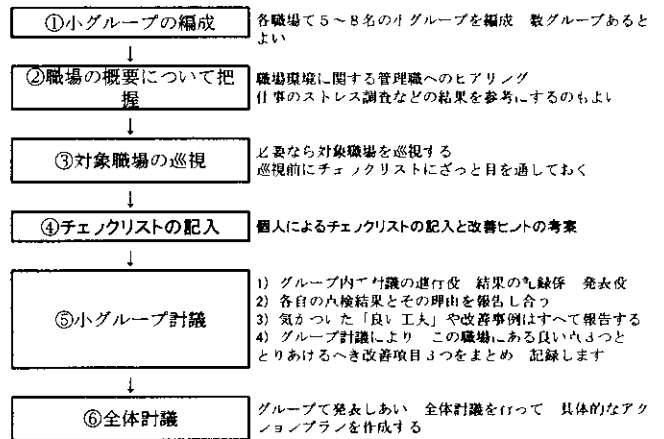 ①小グループの編成
各職場で5～8名の小グループを編成 数グループあると
よい
②職場の概要について把
握
職場環境に関する管理職へのヒアリング
仕事のストレス調査などの結果を参考にするのもよい
③対象職場の巡視
必要なら対象職場を巡視する
巡視前にチェックリストにざっと目を通しておく
④チェックリストの記入
個人によるチェックリストの記入と改善ヒントの考案
⑤小グループ討議
1) グループ内で討議の進行役 結果の記録係 発表役
2) 各自の点検結果とその理由を報告し合う
3) 気がついた「良い工夫」や改善事例はすべて報告する
4) グループ討議により この職場にある良い点3つと
とりあげるべき改善項目3つをまとめ 記録します
⑥全体討議
グループで発表しあい 全体討議を行って 具体的なアク
ションプランを作成する